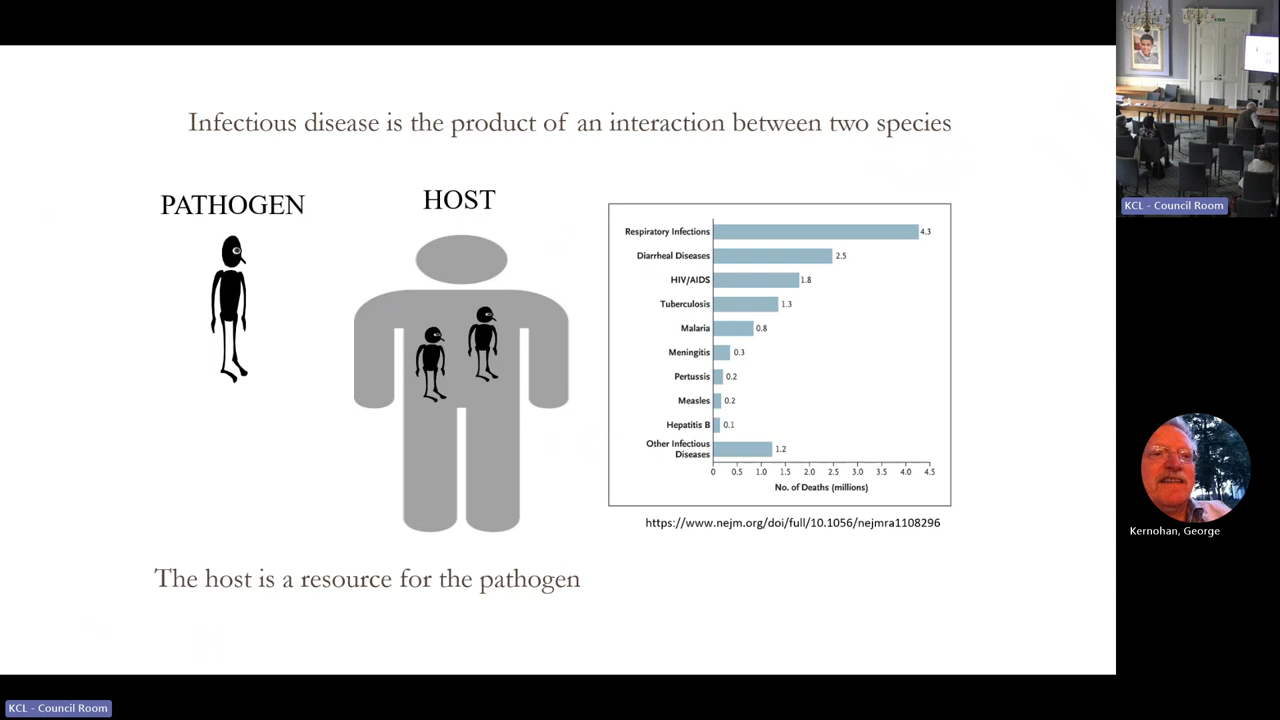 Infectious disease is the product of an interaction between two species
PATHOGEN
HOST
Respiratory Infections 4.3
Diarrheal Diseases 2.5
HIV/AIDS 1.8
Tuberculosis 1.3
Malaria 0.8
Meningitis 0.3
Pertussis 0.2
Measles 0.2
Hepatitis B 0.1
Other Infectious
Diseases 1.2
0 0.5 1.0 1.5 2.0 2.5 3.0 3.5 4.0 4.5
No. of Deaths (millions)
https://www.nejm.org/doi/full/10.1056/nejmra1108296
The host is a resource for the pathogen
KCL - Council Room
Kernohan, George
KCL - Council Room